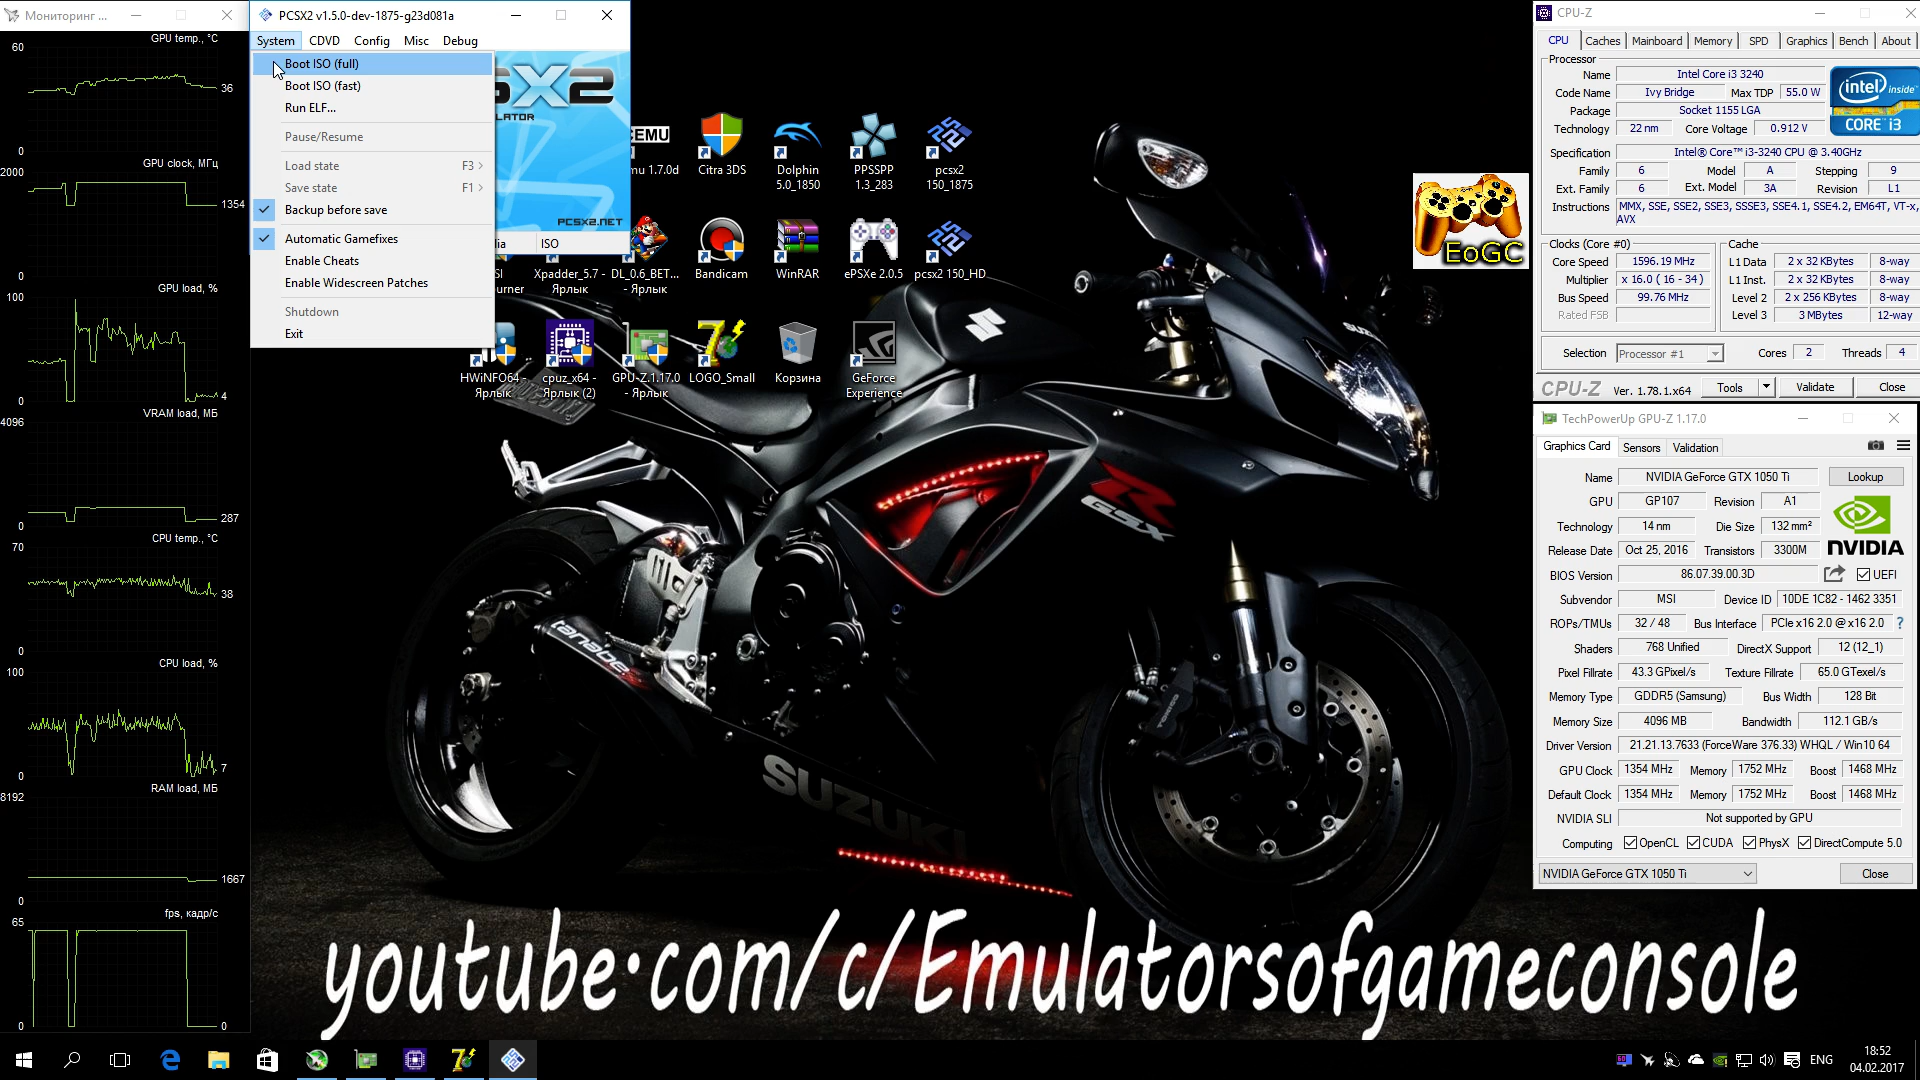 Мониторинг ...
GPU temp., °C
60
36
0
GPU clock, МГц
2000
1354
0
GPU load, %
100
4
0
VRAM load, МБ
4096
287
0
CPU temp., °C
70
38
0
CPU load, %
100
7
0
RAM load, МБ
8192
1667
0
fps, кадр/с
65
0
0
PCSX2 v1.5.0-dev-1875-g23d081a
System CDVD Config Misc Debug
Boot ISO (full)
Boot ISO (fast)
Run ELF...
Pause/Resume
Load state F3
Save state F1
Backup before save
Automatic Gamefixes
Enable Cheats
Enable Widescreen Patches
Shutdown
Exit
SX2
LATOR
PCSX2.NET
ISO
CEMU
mu 1.7.0d
Citra 3DS
Dolphin 5.0_1850
PPSSPP 1.3_283
pcsx2 150_1875
Xpadder_5.7 - Ярлык
DL_0.6_BET... - Ярлык
Bandicam
WinRAR
ePSXe 2.0.5
pcsx2 150_HD
HWiNFO64 - Ярлык
cpuz_x64 - Ярлык (2)
GPU-Z.1.17.0 - Ярлык
LOGO_Small
Корзина
GeForce Experience
EoGC
SUZUKI
R
GSX
tanabe
SUZUKI
youtube.com/c/Emulatorsofgameconsole
CPU-Z
CPU Caches Mainboard Memory SPD Graphics Bench About
Processor
Name Intel Core i3 3240
Code Name Ivy Bridge Max TDP 55.0 W
Package Socket 1155 LGA
Technology 22 nm Core Voltage 0.912 V
intel inside
CORE i3
Specification Intel® Core™ i3-3240 CPU @ 3.40GHz
Family 6 Model A Stepping 9
Ext. Family 6 Ext. Model 3A Revision L1
Instructions MMX, SSE, SSE2, SSE3, SSSE3, SSE4.1, SSE4.2, EM64T, VT-x,
AVX
Clocks (Core #0) Cache
Core Speed 1596.19 MHz L1 Data 2 x 32 KBytes 8-way
Multiplier x 16.0 ( 16 - 34 ) L1 Inst. 2 x 32 KBytes 8-way
Bus Speed 99.76 MHz Level 2 2 x 256 KBytes 8-way
Rated FSB Level 3 3 MBytes 12-way
Selection Processor #1 Cores 2 Threads 4
CPU-Z Ver. 1.78.1.x64 Tools Validate Close
TechPowerUp GPU-Z 1.17.0
Graphics Card Sensors Validation
Name NVIDIA GeForce GTX 1050 Ti Lookup
GPU GP107 Revision A1
Technology 14 nm Die Size 132 mm²
Release Date Oct 25, 2016 Transistors 3300M
NVIDIA
BIOS Version 86.07.39.00.3D UEFI
Subvendor MSI Device ID 10DE 1C82 - 1462 3351
ROPs/TMUs 32 / 48 Bus Interface PCIe x16 2.0 @ x16 2.0 ?
Shaders 768 Unified DirectX Support 12 (12_1)
Pixel Fillrate 43.3 GPixel/s Texture Fillrate 65.0 GTexel/s
Memory Type GDDR5 (Samsung) Bus Width 128 Bit
Memory Size 4096 MB Bandwidth 112.1 GB/s
Driver Version 21.21.13.7633 (ForceWare 376.33) WHQL / Win10 64
GPU Clock 1354 MHz Memory 1752 MHz Boost 1468 MHz
Default Clock 1354 MHz Memory 1752 MHz Boost 1468 MHz
NVIDIA SLI Not supported by GPU
Computing OpenCL CUDA PhysX DirectCompute 5.0
NVIDIA GeForce GTX 1050 Ti Close
ENG
18:52
04.02.2017